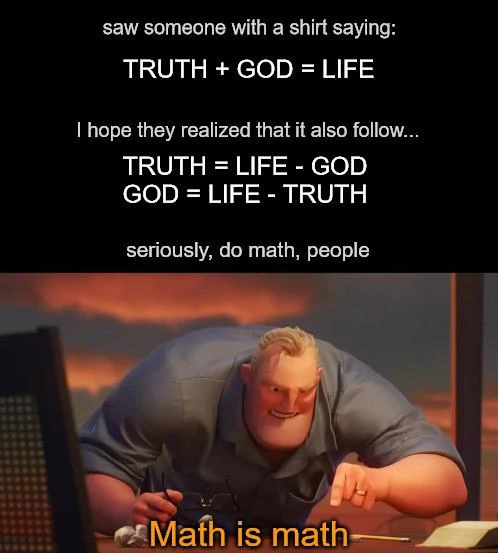 saw someone with a shirt saying:
TRUTH + GOD = LIFE
I hope they realized that it also follow...
TRUTH = LIFE - GOD
GOD = LIFE - TRUTH
seriously, do math, people
Math is math